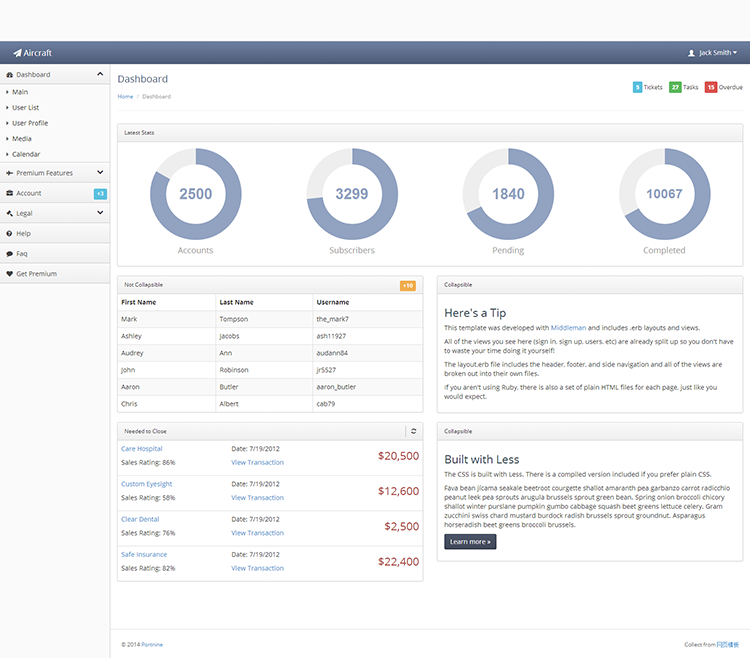 Aircraft
Jack Smith
Dashboard
Main
User List
User Profile
Media
Calendar
Premium Features
Account +3
Legal
Help
Faq
Get Premium
Dashboard
Home / Dashboard
5 Tickets 27 Tasks 15 Overdue
Latest Stats
2500 3299 1840 10067
Accounts Subscribers Pending Completed
Not Collapsible +10
First Name Last Name Username
Mark Tompson the_mark7
Ashley Jacobs ash11927
Audrey Ann audann84
John Robinson jr5527
Aaron Butler aaron_butler
Chris Albert cab79
Collapsible
Here's a Tip
This template was developed with Middleman and includes .erb layouts and views.
All of the views you see here (sign in, sign up, users, etc) are already split up so you don't have
to waste your time doing it yourself!
The layout.erb file includes the header, footer, and side navigation and all of the views are
broken out into their own files.
If you aren't using Ruby, there is also a set of plain HTML files for each page, just like you
would expect.
Needed to Close
Care Hospital Date: 7/19/2012 $20,500
Sales Rating: 86% View Transaction
Custom Eyesight Date: 7/19/2012 $12,600
Sales Rating: 58% View Transaction
Clear Dental Date: 7/19/2012 $2,500
Sales Rating: 76% View Transaction
Safe Insurance Date: 7/19/2012 $22,400
Sales Rating: 82% View Transaction
Collapsible
Built with Less
The CSS is built with Less. There is a compiled version included if you prefer plain CSS.
Fava bean jícama seakale beetroot courgette shallot amaranth pea garbanzo carrot radicchio
peanut leek pea sprouts arugula brussels sprout green bean. Spring onion broccoli chicory
shallot winter purslane pumpkin gumbo cabbage squash beet greens lettuce celery. Gram
zucchini swiss chard mustard burdock radish brussels sprout groundnut. Asparagus
horseradish beet greens broccoli brussels.
Learn more »
© 2014 Portnine
Collect from 网页模板